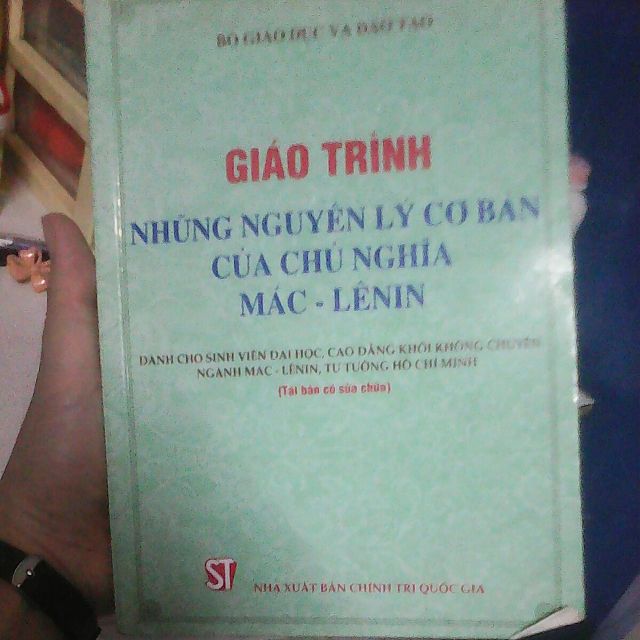 BỘ GIÁO DỤC VÀ ĐÀO TẠO
GIÁO TRÌNH
NHỮNG NGUYÊN LÝ CƠ BẢN
CỦA CHỦ NGHĨA
MÁC - LÊNIN
DÀNH CHO SINH VIÊN ĐẠI HỌC, CAO ĐẲNG KHỐI KHÔNG CHUYÊN
NGÀNH MÁC - LÊNIN, TƯ TƯỞNG HỒ CHÍ MINH
(Tái bản có sửa chữa)
ST
NHÀ XUẤT BẢN CHÍNH TRỊ QUỐC GIA